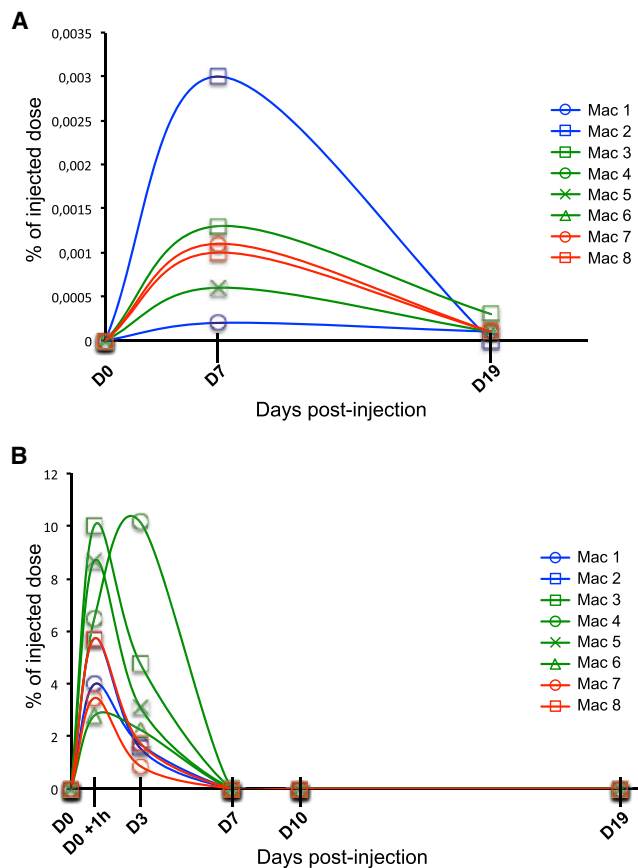 A
% of injected dose
0,0035
0,003
0,0025
0,002
0,0015
0,001
0,0005
0
D0
D7
D19
Days post-injection
Mac 1
Mac 2
Mac 3
Mac 4
Mac 5
Mac 6
Mac 7
Mac 8
B
% of injected dose
12
10
8
6
4
2
0
D0
D0 +1h
D3
D7
D10
D19
Days post-injection
Mac 1
Mac 2
Mac 3
Mac 4
Mac 5
Mac 6
Mac 7
Mac 8